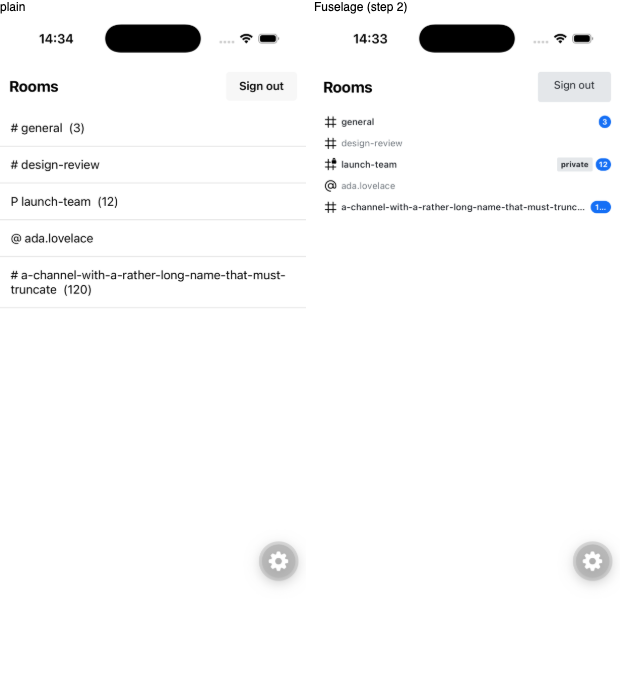 plain
14:34
Rooms
Sign out
# general (3)
# design-review
P launch-team (12)
@ ada.lovelace
# a-channel-with-a-rather-long-name-that-must-
truncate (120)
Fuselage (step 2)
14:33
Rooms
Sign out
# general 3
# design-review
launch-team private 12
@ ada.lovelace
# a-channel-with-a-rather-long-name-that-must-trunc... 1...